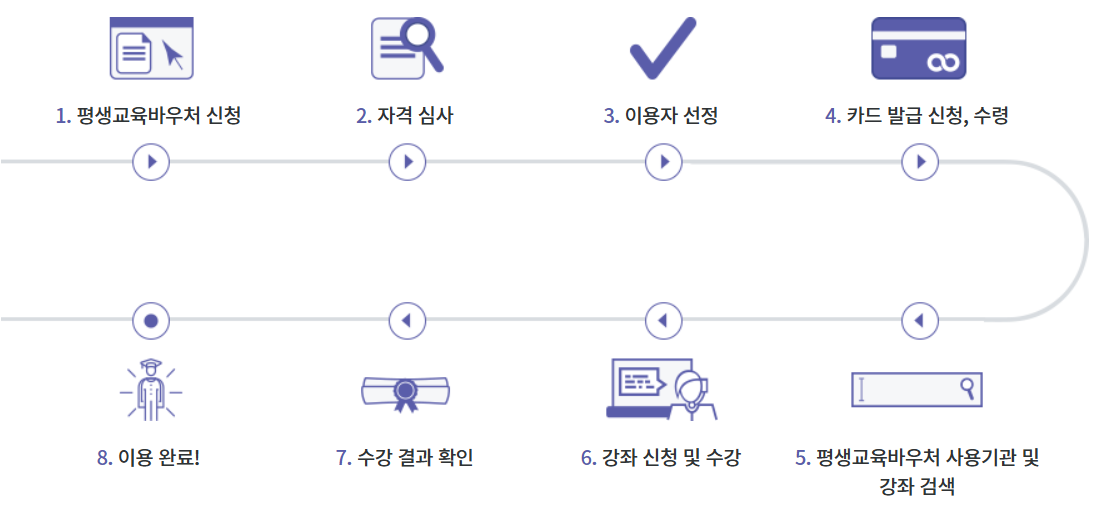 1. 평생교육바우처 신청
2. 자격 심사
3. 이용자 선정
4. 카드 발급 신청, 수령
5. 평생교육바우처 사용기관 및
강좌 검색
6. 강좌 신청 및 수강
7. 수강 결과 확인
8. 이용 완료!